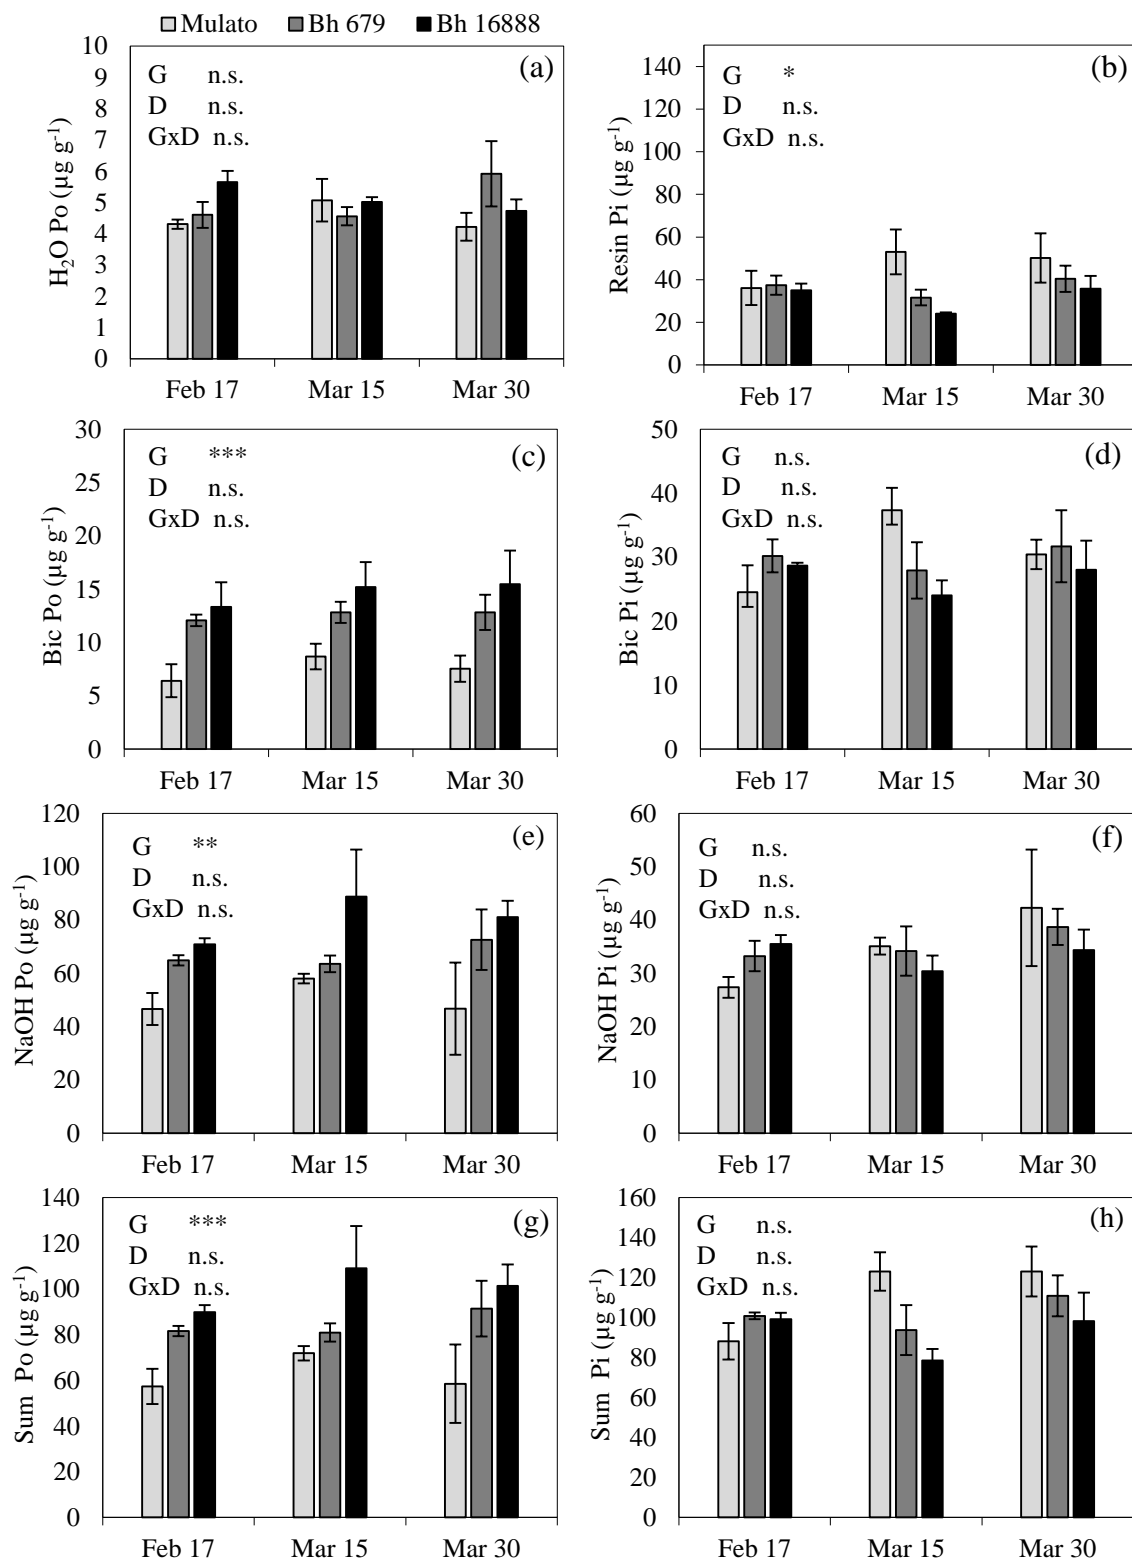 Mulato Bh 679 Bh 16888
(a)
G n.s.
D n.s.
GxD n.s.
H₂O Po (µg g⁻¹)
10
9
8
7
6
5
4
3
2
1
0
Feb 17 Mar 15 Mar 30
(b)
G *
D n.s.
GxD n.s.
Resin Pi (µg g⁻¹)
140
120
100
80
60
40
20
0
Feb 17 Mar 15 Mar 30
(c)
G ***
D n.s.
GxD n.s.
Bic Po (µg g⁻¹)
30
25
20
15
10
5
0
Feb 17 Mar 15 Mar 30
(d)
G n.s.
D n.s.
GxD n.s.
Bic Pi (µg g⁻¹)
50
40
30
20
10
0
Feb 17 Mar 15 Mar 30
(e)
G **
D n.s.
GxD n.s.
NaOH Po (µg g⁻¹)
120
100
80
60
40
20
0
Feb 17 Mar 15 Mar 30
(f)
G n.s.
D n.s.
GxD n.s.
NaOH Pi (µg g⁻¹)
60
50
40
30
20
10
0
Feb 17 Mar 15 Mar 30
(g)
G ***
D n.s.
GxD n.s.
Sum Po (µg g⁻¹)
140
120
100
80
60
40
20
0
Feb 17 Mar 15 Mar 30
(h)
G n.s.
D n.s.
GxD n.s.
Sum Pi (µg g⁻¹)
160
140
120
100
80
60
40
20
0
Feb 17 Mar 15 Mar 30